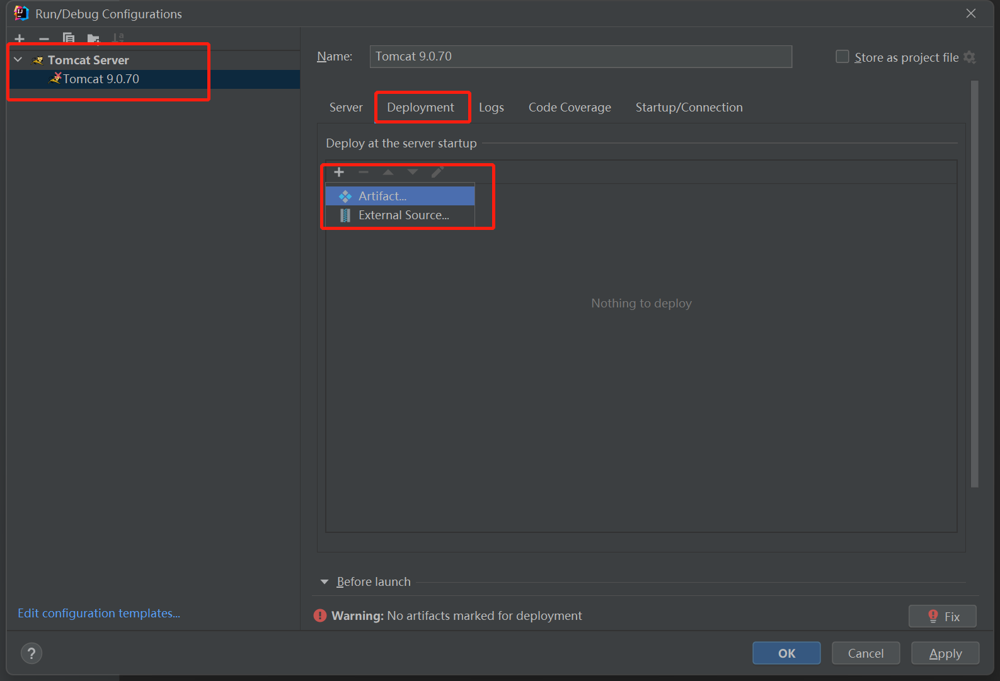 Run/Debug Configurations
Tomcat Server
Tomcat 9.0.70
Name: Tomcat 9.0.70 Store as project file
Server Deployment Logs Code Coverage Startup/Connection
Deploy at the server startup
Artifact...
External Source...
Nothing to deploy
Before launch
Edit configuration templates...
Warning: No artifacts marked for deployment
Fix
?
OK Cancel Apply